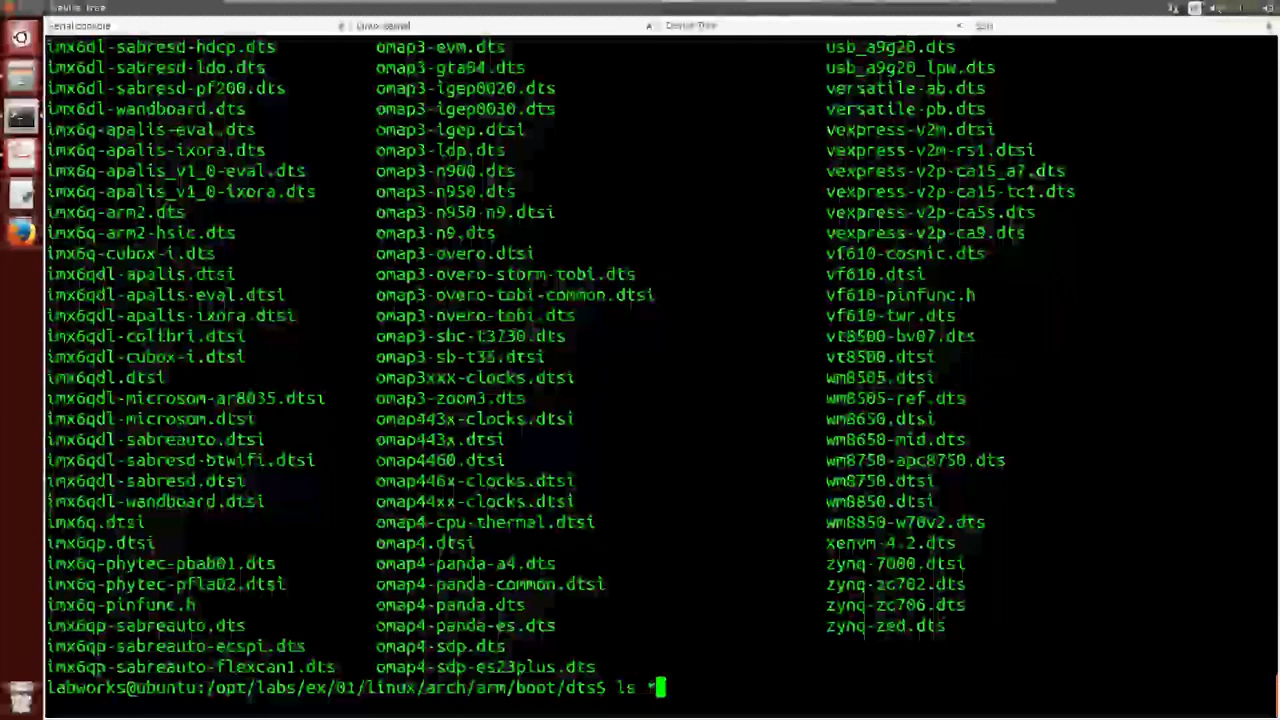 Linux kernel
Device Tree
imx6qdl-sabresd-hdcp.dts omap3-evm.dts usb_a9g20.dts
imx6qdl-sabresd-ldo.dts omap3-gta04.dts usb_a9g20_lpw.dts
imx6qdl-sabresd-pf200.dts omap3-igep0020.dts versatile-ab.dts
imx6dl-wandboard.dts omap3-igep0030.dts versatile-pb.dts
imx6q-apalis-eval.dts omap3-igep.dtsi vexpress-v2m.dtsi
imx6q-apalis-ixora.dts omap3-ldp.dts vexpress-v2m-rs1.dtsi
imx6q-apalis_v1_0-eval.dts omap3-n900.dts vexpress-v2p-ca15_a7.dts
imx6q-apalis_v1_0-ixora.dts omap3-n950.dts vexpress-v2p-ca15-tc1.dts
imx6q-arm2.dts omap3-n950-n9.dtsi vexpress-v2p-ca5s.dts
imx6q-arm2-hsic.dts omap3-n9.dts vexpress-v2p-ca9.dts
imx6q-cubox-i.dts omap3-overo.dtsi vf610-cosmic.dts
imx6qdl-apalis.dtsi omap3-overo-storm-tobi.dts vf610.dtsi
imx6qdl-apalis-eval.dtsi omap3-overo-tobi-common.dtsi vf610-pinfunc.h
imx6qdl-apalis-ixora.dtsi omap3-overo-tobi.dts vf610-twr.dts
imx6qdl-colibri.dtsi omap3-sbc-t3730.dts vt8500-bv07.dts
imx6qdl-cubox-i.dtsi omap3-sb-t35.dtsi vt8500.dtsi
imx6qdl.dtsi omap3xxx-clocks.dtsi wm8505.dtsi
imx6qdl-microsom-ar8035.dtsi omap3-zoom3.dts wm8505-ref.dts
imx6qdl-microsom.dtsi omap443x-clocks.dtsi wm8650.dtsi
imx6qdl-sabreauto.dtsi omap443x.dtsi wm8650-mid.dts
imx6qdl-sabresd-btwifi.dtsi omap4460.dtsi wm8750-apc8750.dts
imx6qdl-sabresd.dtsi omap446x-clocks.dtsi wm8750.dtsi
imx6qdl-wandboard.dtsi omap44xx-clocks.dtsi wm8850.dtsi
imx6q.dtsi omap4-cpu-thermal.dtsi wm8850-w70v2.dts
imx6qp.dtsi omap4.dtsi xenvm-4.2.dts
imx6q-phytec-pbab01.dts omap4-panda-a4.dts zynq-7000.dtsi
imx6q-phytec-pfla02.dtsi omap4-panda-common.dtsi zynq-zc702.dts
imx6q-pinfunc.h omap4-panda.dts zynq-zc706.dts
imx6qp-sabreauto.dts omap4-panda-es.dts zynq-zed.dts
imx6qp-sabreauto-ecspi.dts omap4-sdp.dts
imx6qp-sabreauto-flexcan1.dts omap4-sdp-es23plus.dts
labworks@ubuntu:/opt/labs/ex/01/linux/arch/arm/boot/dts$ ls